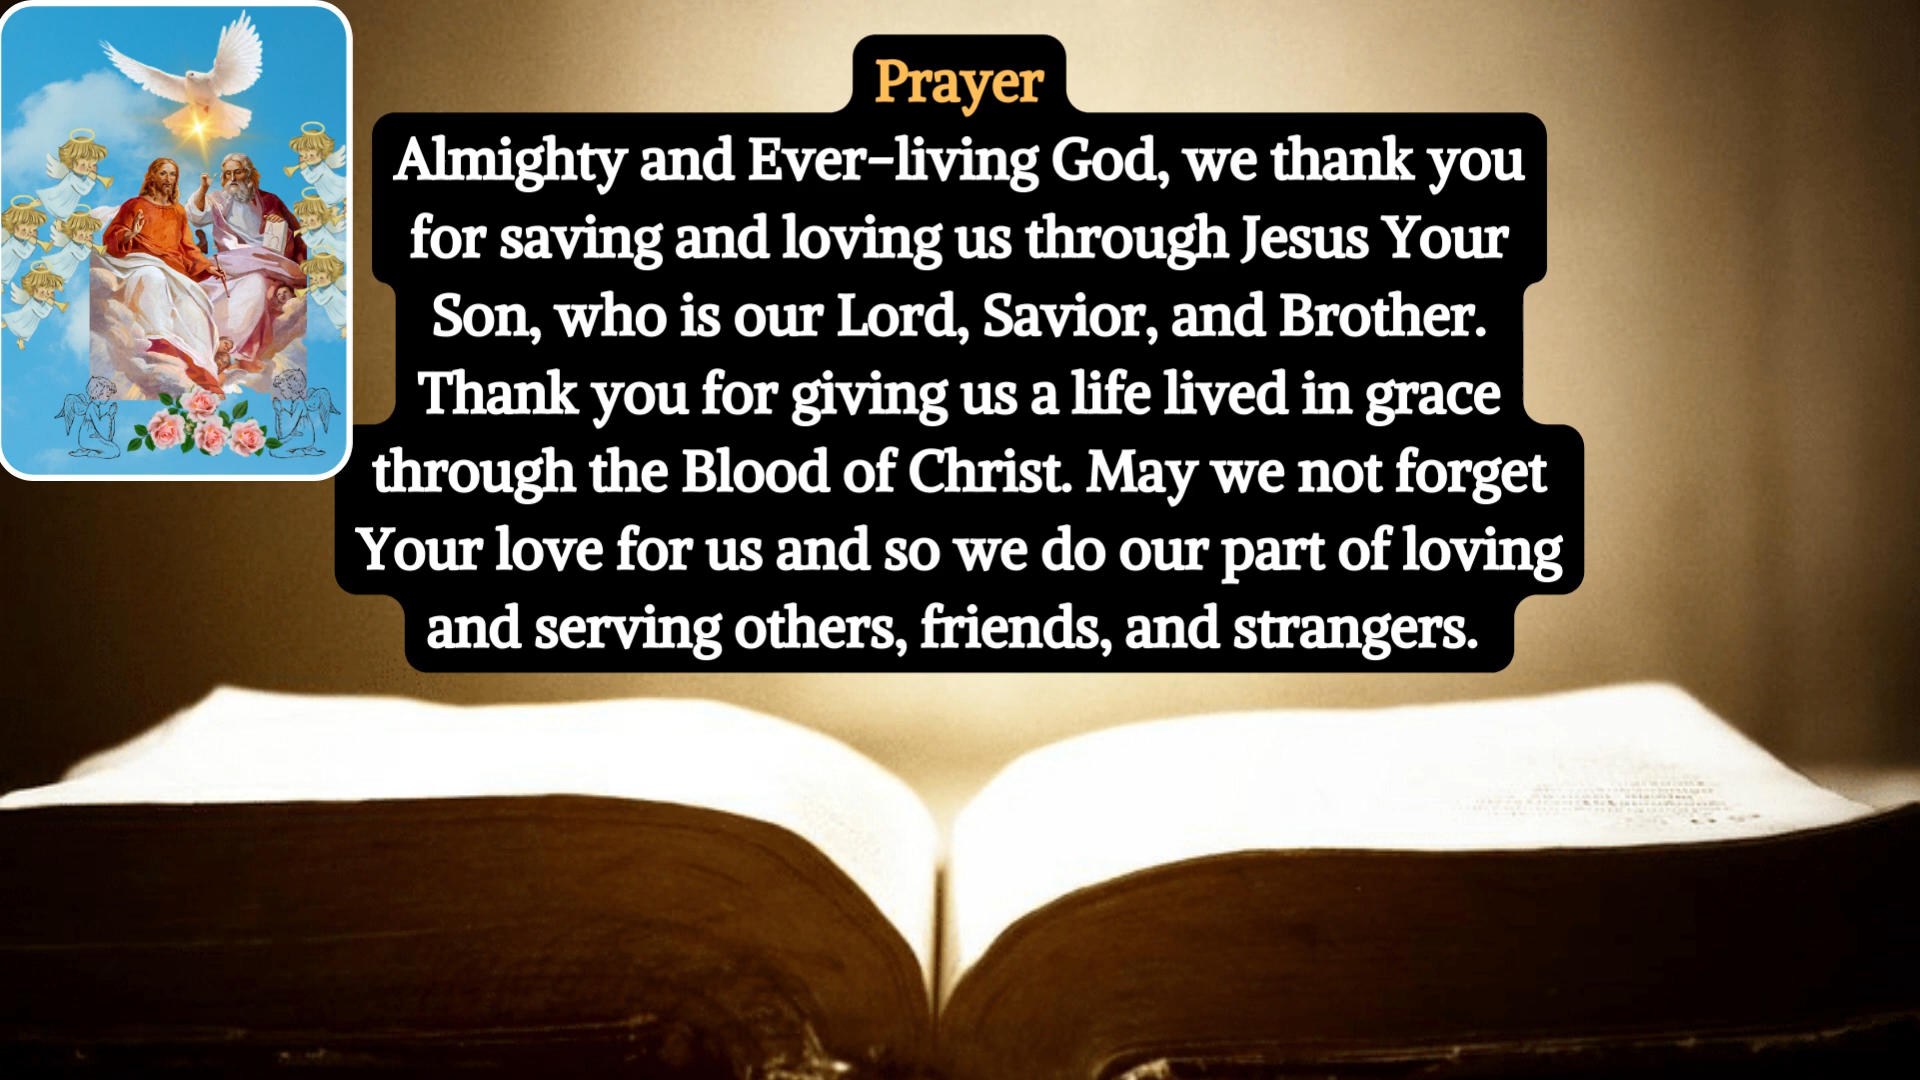 Prayer
Almighty and Ever-living God, we thank you
for saving and loving us through Jesus Your
Son, who is our Lord, Savior, and Brother.
Thank you for giving us a life lived in grace
through the Blood of Christ. May we not forget
Your love for us and so we do our part of loving
and serving others, friends, and strangers.